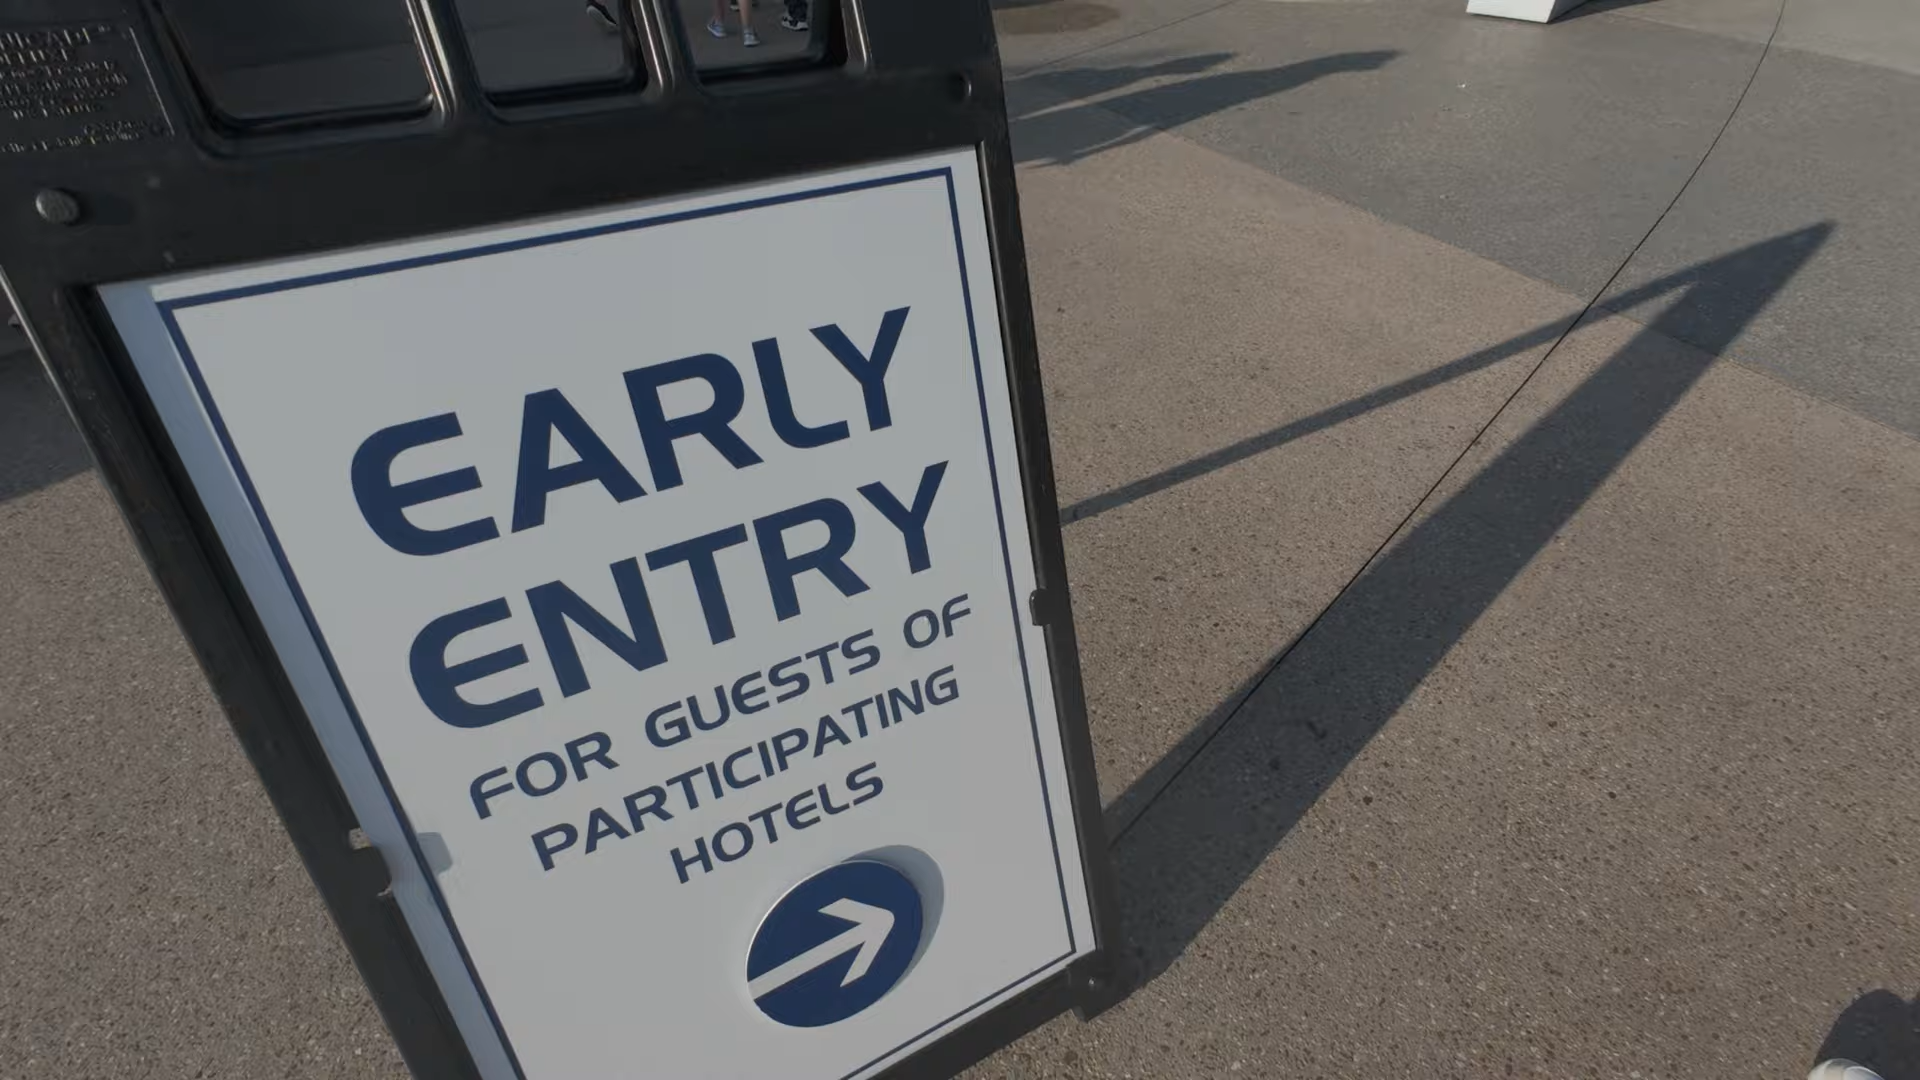 EARLY
ENTRY
FOR GUESTS OF
PARTICIPATING
HOTELS